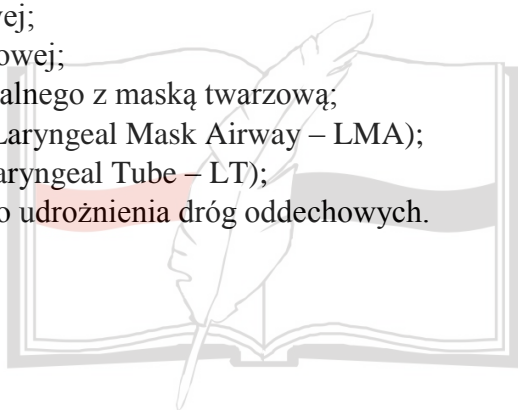 wej;
owej;
alnego z maską twarzową;
Laryngeal Mask Airway – LMA);
aryngeal Tube – LT);
o udrożnienia dróg oddechowych.